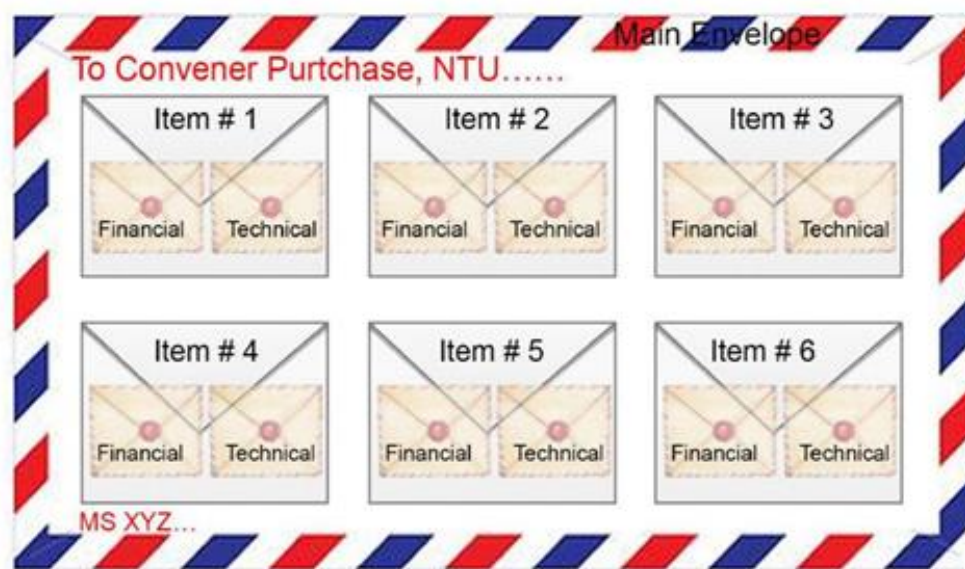 Main Envelope
To Convener Purtchase, NTU......
Item # 1 Item # 2 Item # 3
Financial Technical Financial Technical Financial Technical
Item # 4 Item # 5 Item # 6
Financial Technical Financial Technical Financial Technical
MS XYZ...